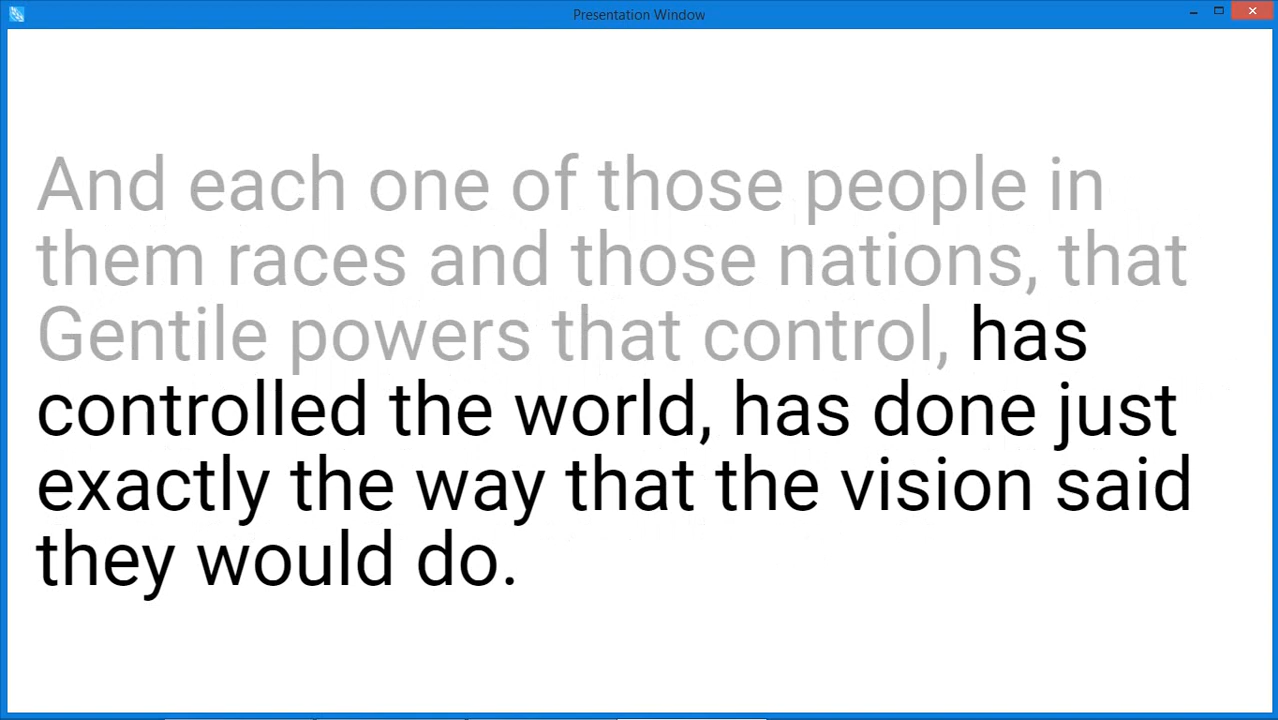 Presentation Window
And each one of those people in
them races and those nations, that
Gentile powers that control, has
controlled the world, has done just
exactly the way that the vision said
they would do.